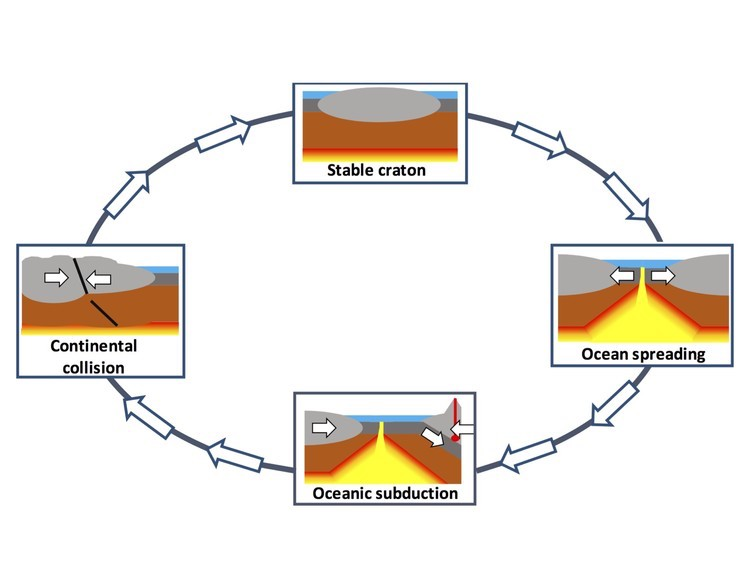 Stable craton
Continental
collision
Ocean spreading
Oceanic subduction